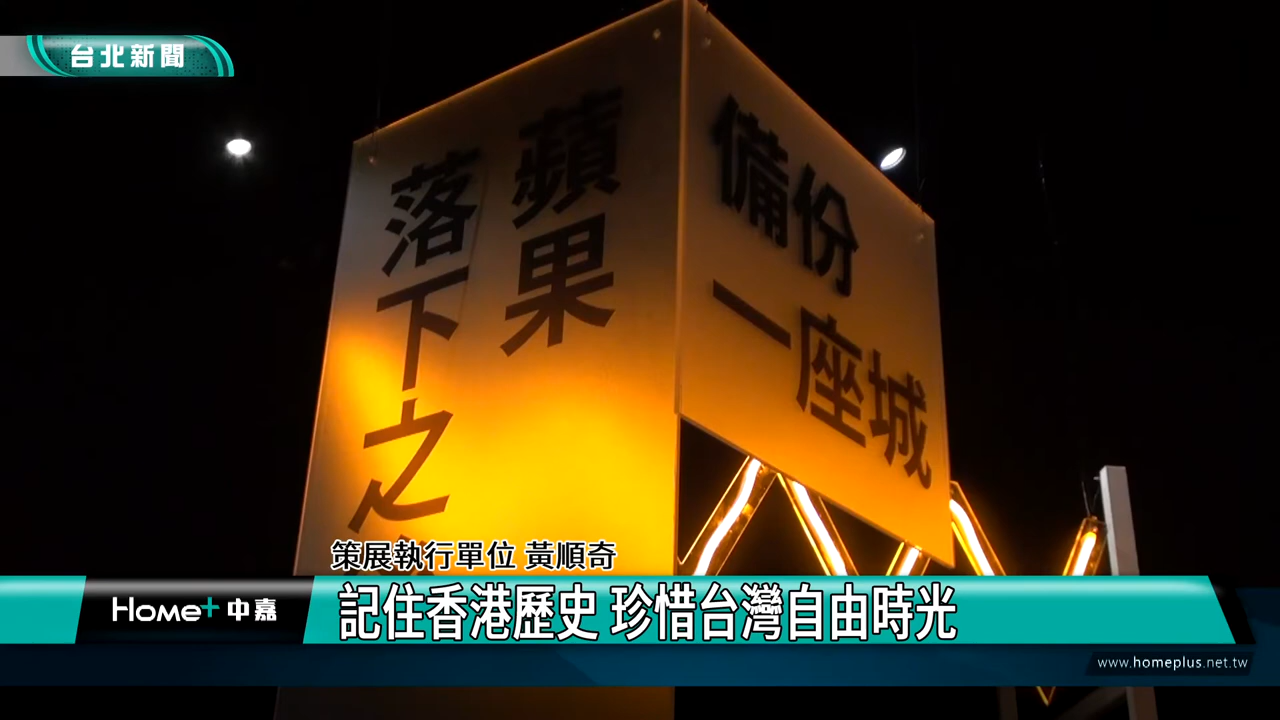 台北新聞
蘋果
落下之
備份
一座城
策展執行單位 黃順奇
Home+中嘉
記住香港歷史 珍惜台灣自由時光
www.homeplus.net.tw